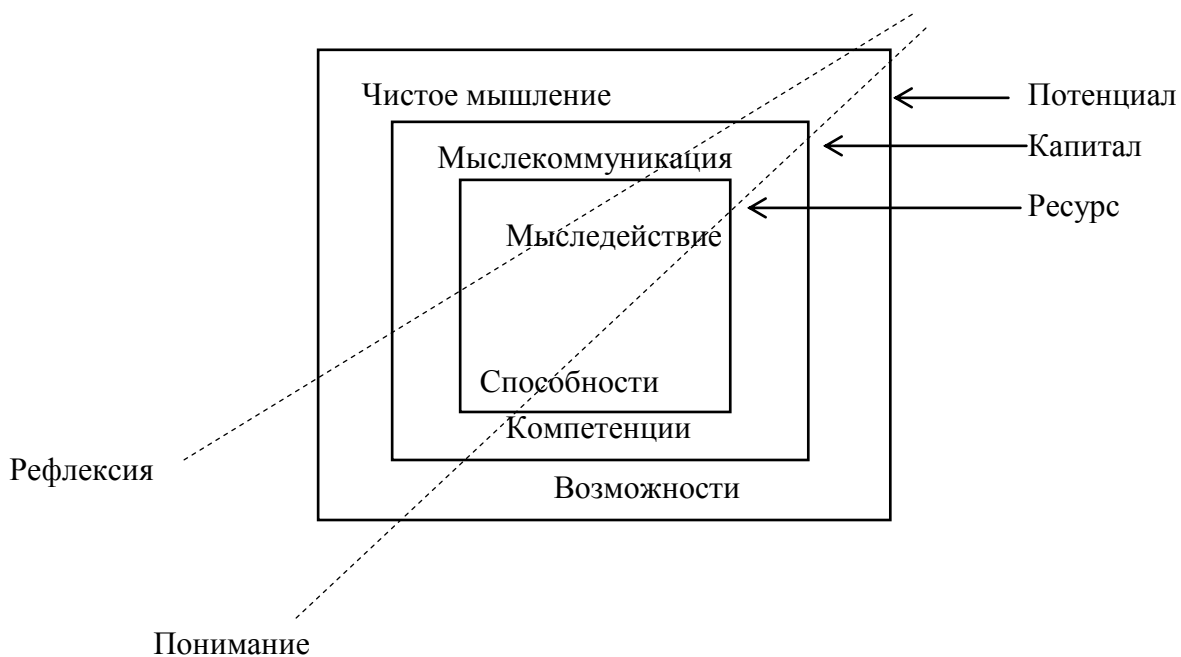 Чистое мышление
Потенциал
Капитал
Мыслекоммуникация
Ресурс
Мыследействие
Способности
Компетенции
Рефлексия
Возможности
Понимание